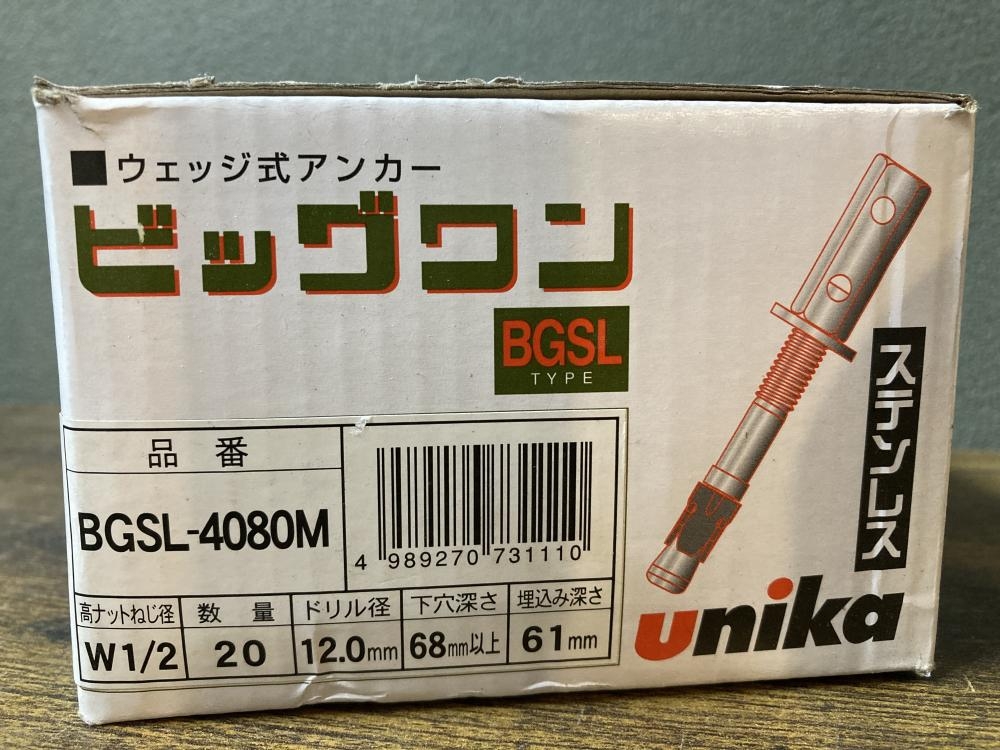 ■ウェッジ式アンカー
ビッグワン
BGSL
TYPE
ステンレス
品番
BGSL-4080M
4 989270 731110
高ナットねじ径 数量 ドリル径 下穴深さ 埋込み深さ
W1/2 20 12.0mm 68mm以上 61mm
unika